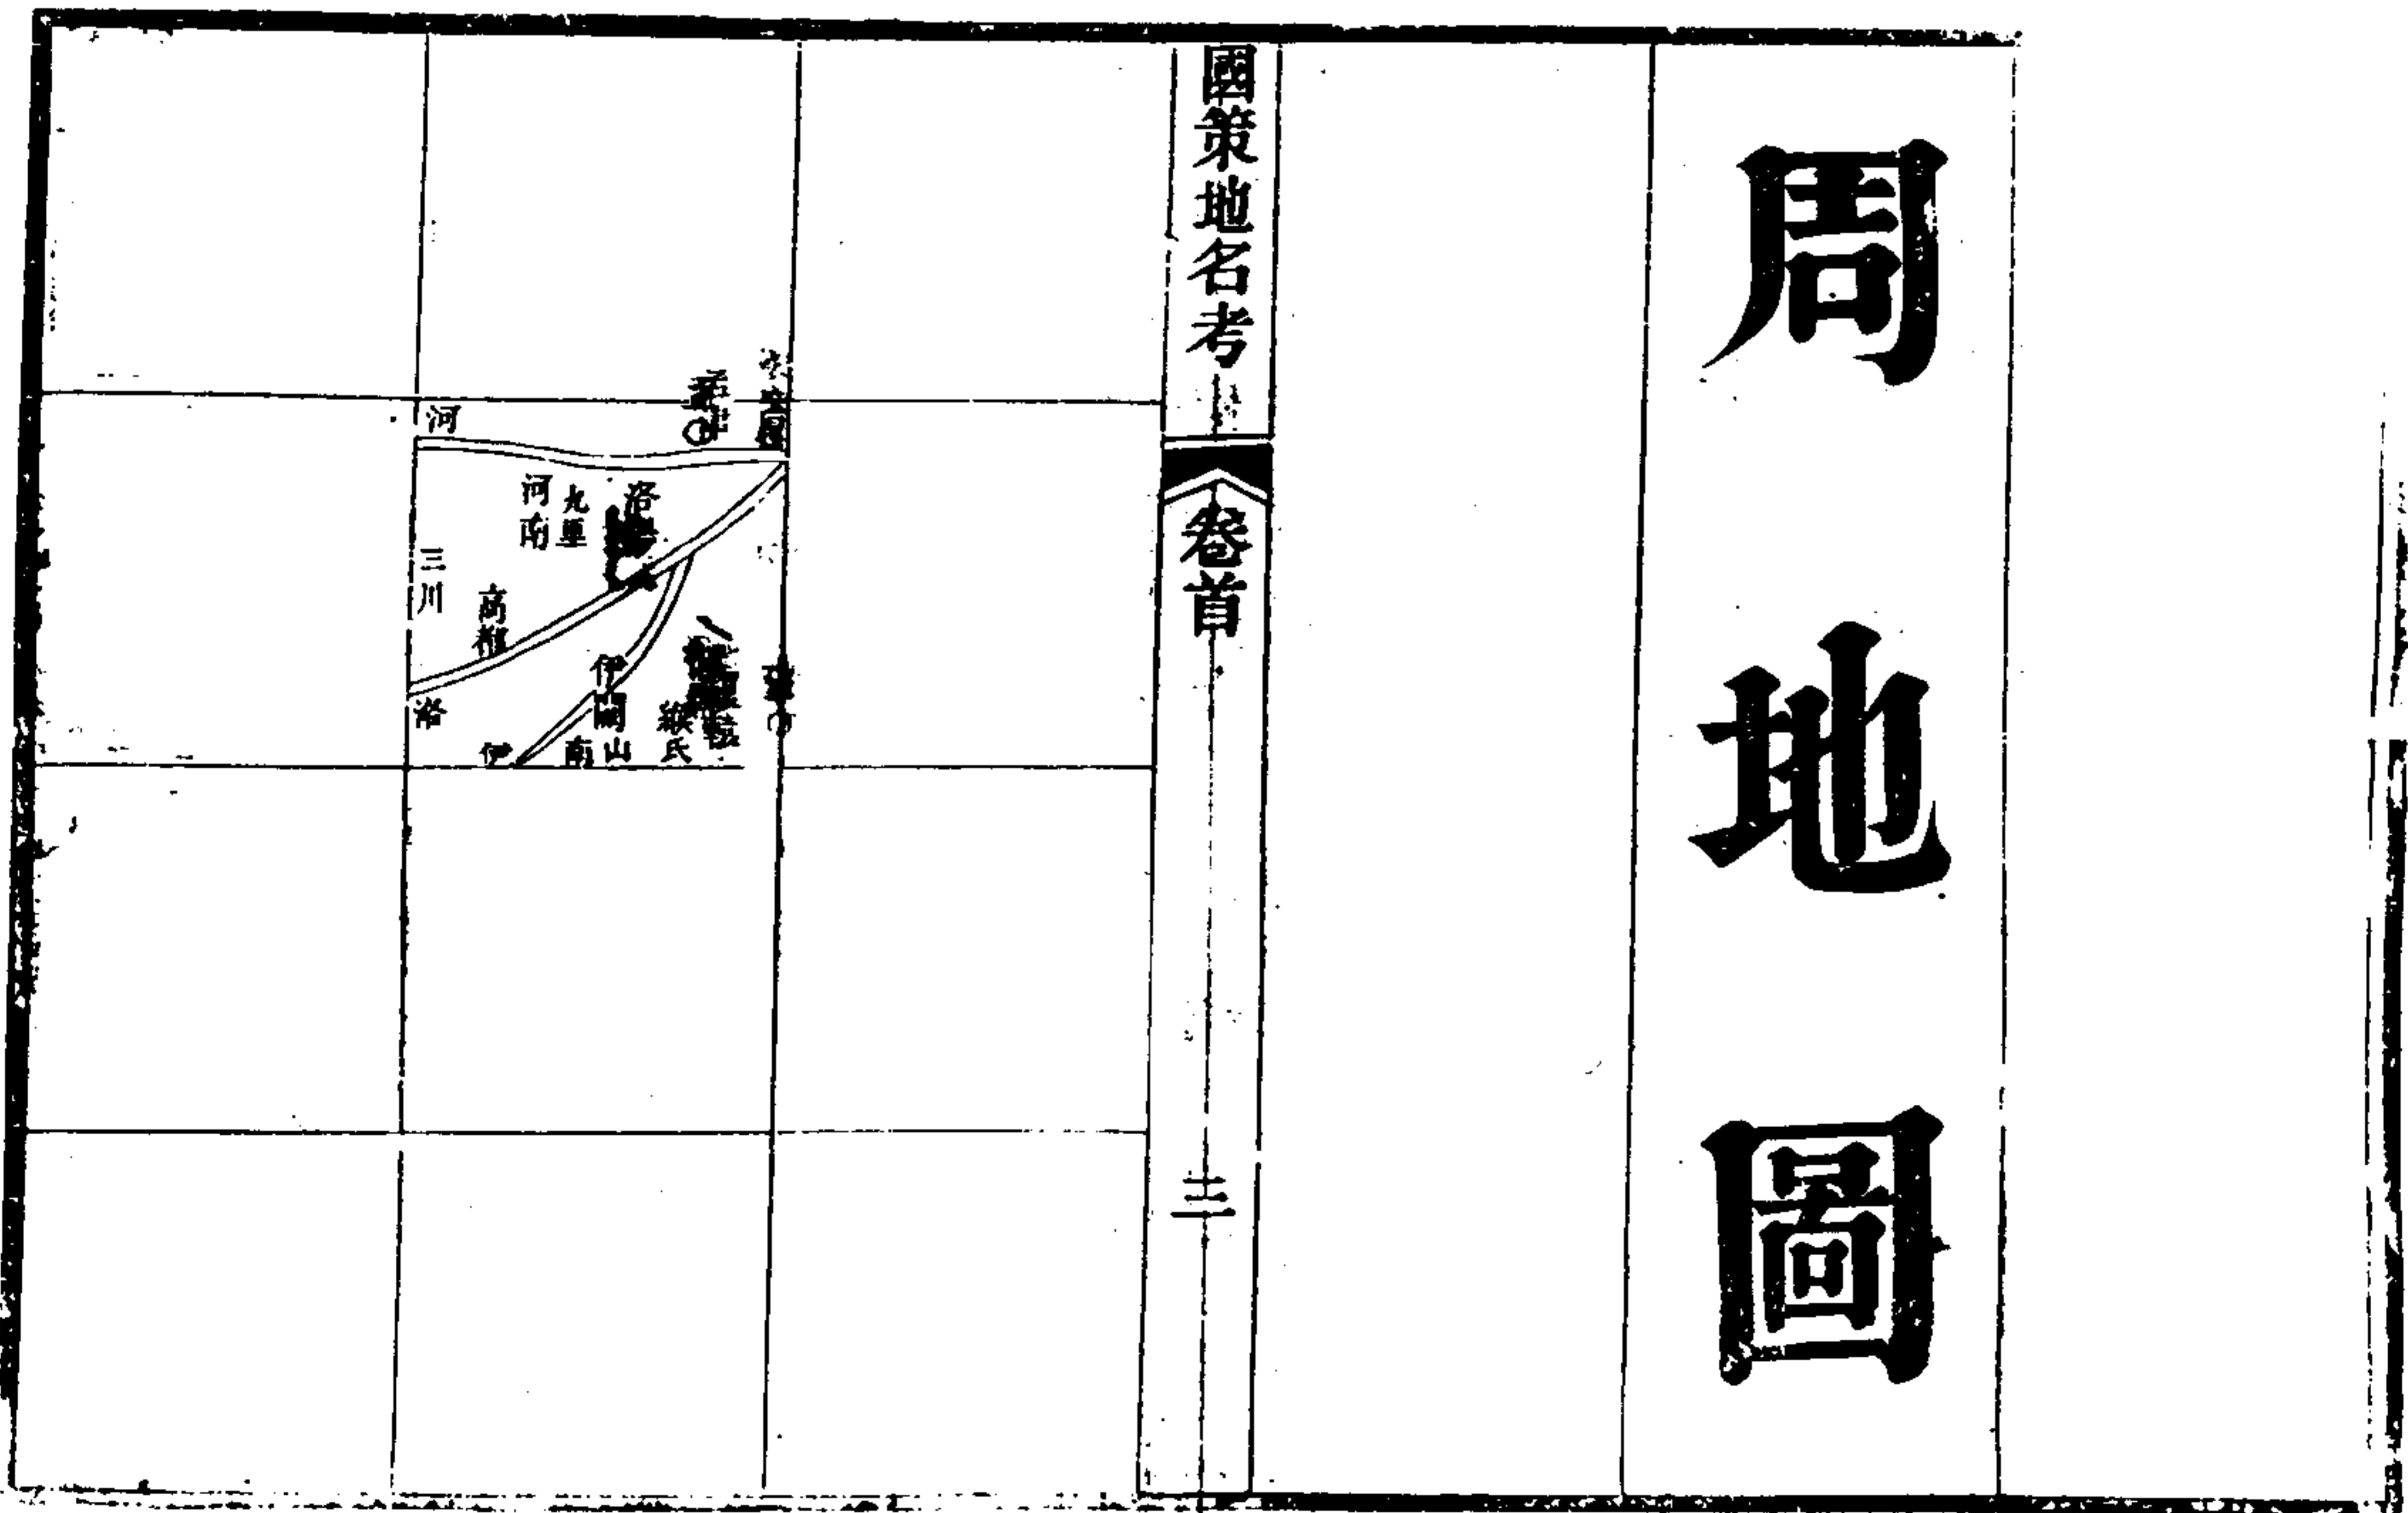 周地圖
國策地名考
卷首
三
河
洛
九里
河南
三川
高都
伊闕
緱氏
山南
洛
伊